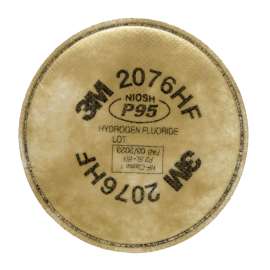 3M 2076HF
NIOSH
P95
HYDROGEN FLUORIDE
LOT
3M 2076HF